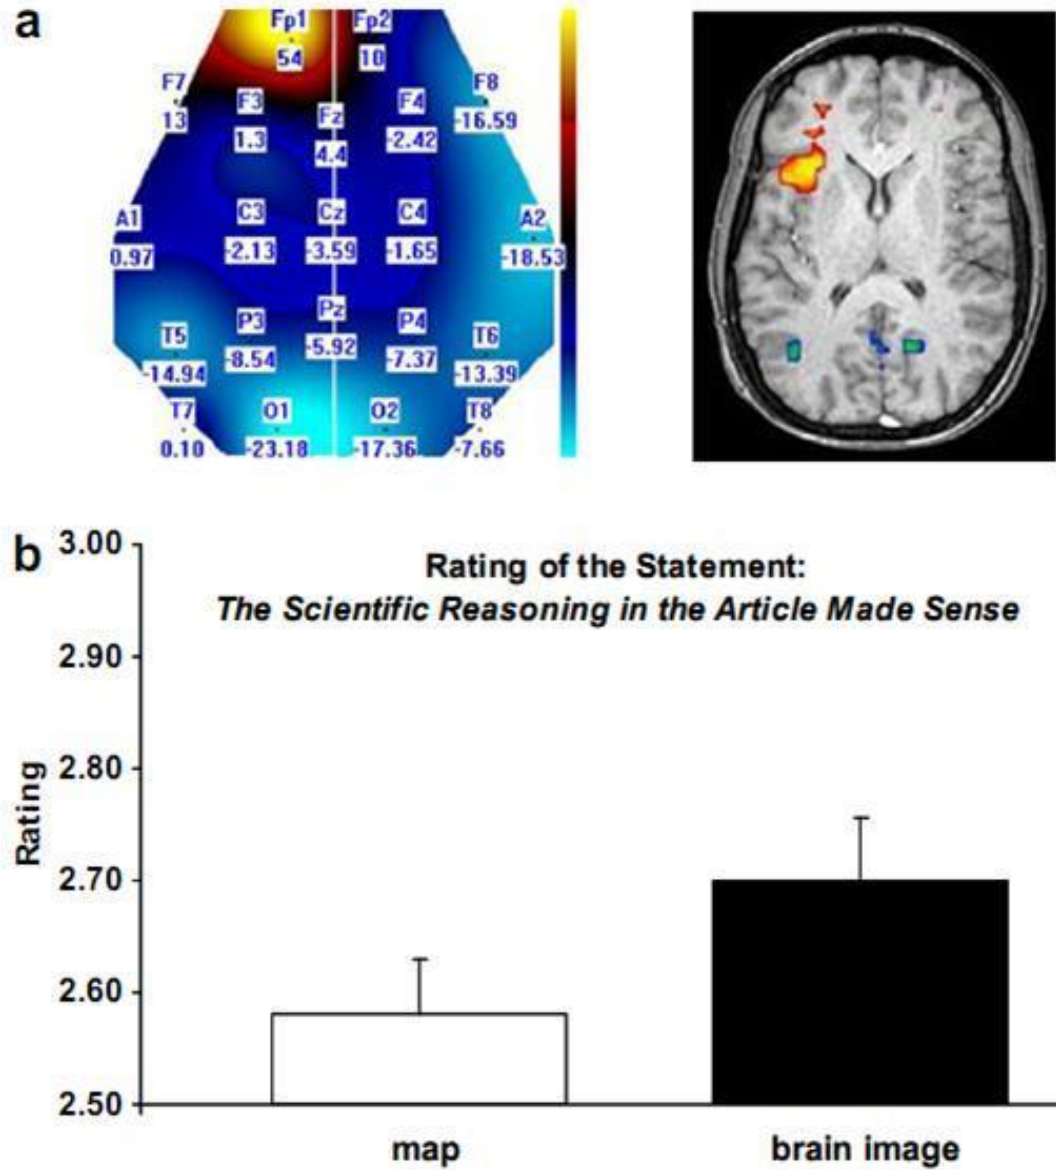 a
Fp1 Fp2
54 10
F7 F3 Fz F4 F8
13 1.3 4.4 -2.42 -16.59
A1 C3 Cz C4 A2
0.97 -2.13 -3.59 -1.65 -18.53
T5 P3 Pz P4 T6
-14.94 -8.54 -5.92 -7.37 -13.39
T7 O1 O2 T8
0.10 -23.18 -17.36 -7.66
b
Rating of the Statement:
The Scientific Reasoning in the Article Made Sense
Rating
3.00
2.90
2.80
2.70
2.60
2.50
map brain image